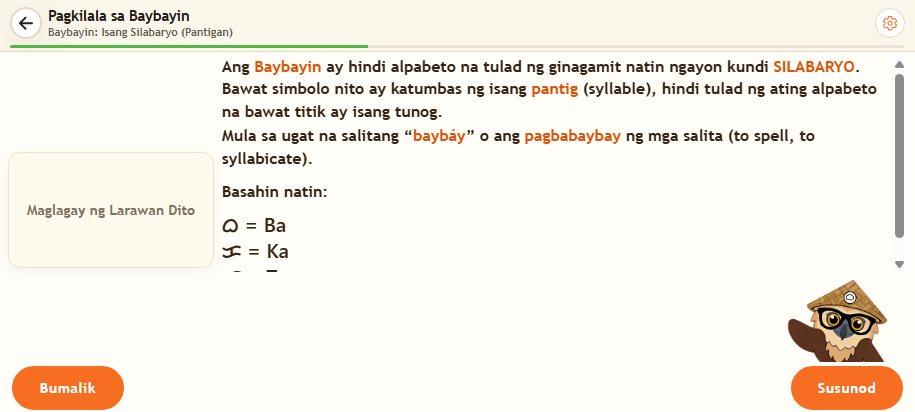 Pagkilala sa Baybayin
Baybayin: Isang Silabaryo (Pantigan)
Ang Baybayin ay hindi alpabeto na tulad ng ginagamit natin ngayon kundi SILABARYO.
Bawat simbolo nito ay katumbas ng isang pantig (syllable), hindi tulad ng ating alpabeto
na bawat titik ay isang tunog.
Mula sa ugat na salitang “baybáy” o ang pagbabaybay ng mga salita (to spell, to
syllabicate).
Maglagay ng Larawan Dito
Basahin natin:
ᜊ = Ba
ᜃ = Ka
Bumalik
Susunod